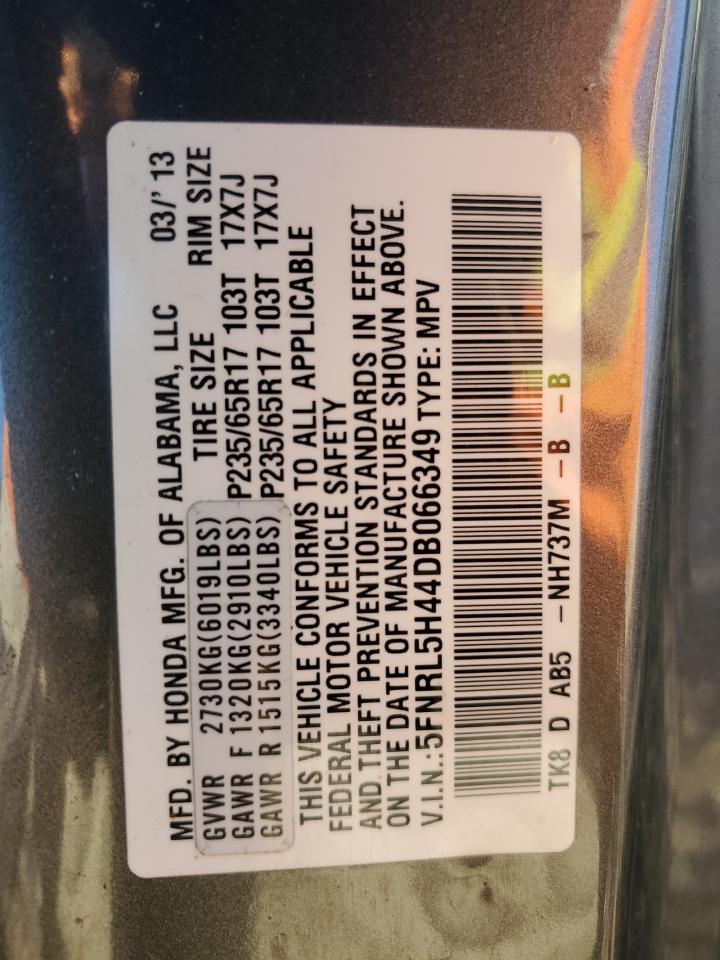 MFD. BY HONDA MFG. OF ALABAMA, LLC 03/' 13
GVWR 2730KG(6019LBS) TIRE SIZE RIM SIZE
GAWR F 1320KG(2910LBS) P235/65R17 103T 17X7J
GAWR R 1515KG(3340LBS) P235/65R17 103T 17X7J
THIS VEHICLE CONFORMS TO ALL APPLICABLE
FEDERAL MOTOR VEHICLE SAFETY
AND THEFT PREVENTION STANDARDS IN EFFECT
ON THE DATE OF MANUFACTURE SHOWN ABOVE.
V.I.N.:5FNRL5H44DB066349 TYPE: MPV
TK8 D AB5 -NH737M -B -B